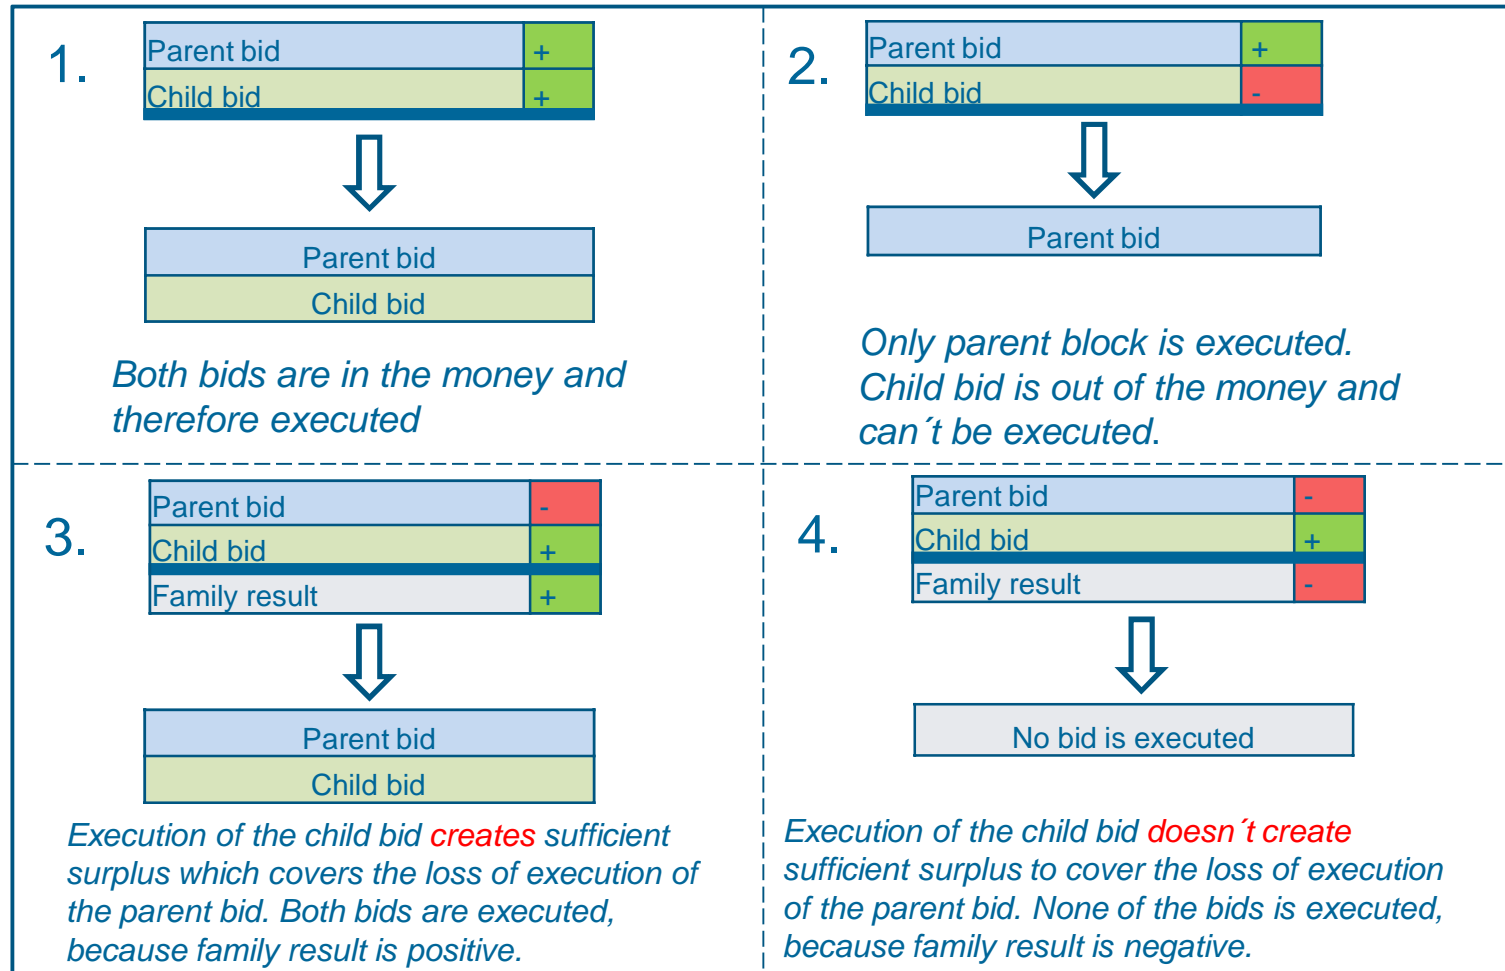 1.
Parent bid +
Child bid +
Parent bid
Child bid
Both bids are in the money and
therefore executed
2.
Parent bid +
Child bid -
Parent bid
Only parent block is executed.
Child bid is out of the money and
can´t be executed.
3.
Parent bid -
Child bid +
Family result +
Parent bid
Child bid
Execution of the child bid creates sufficient
surplus which covers the loss of execution of
the parent bid. Both bids are executed,
because family result is positive.
4.
Parent bid -
Child bid +
Family result -
No bid is executed
Execution of the child bid doesn´t create
sufficient surplus to cover the loss of execution
of the parent bid. None of the bids is executed,
because family result is negative.